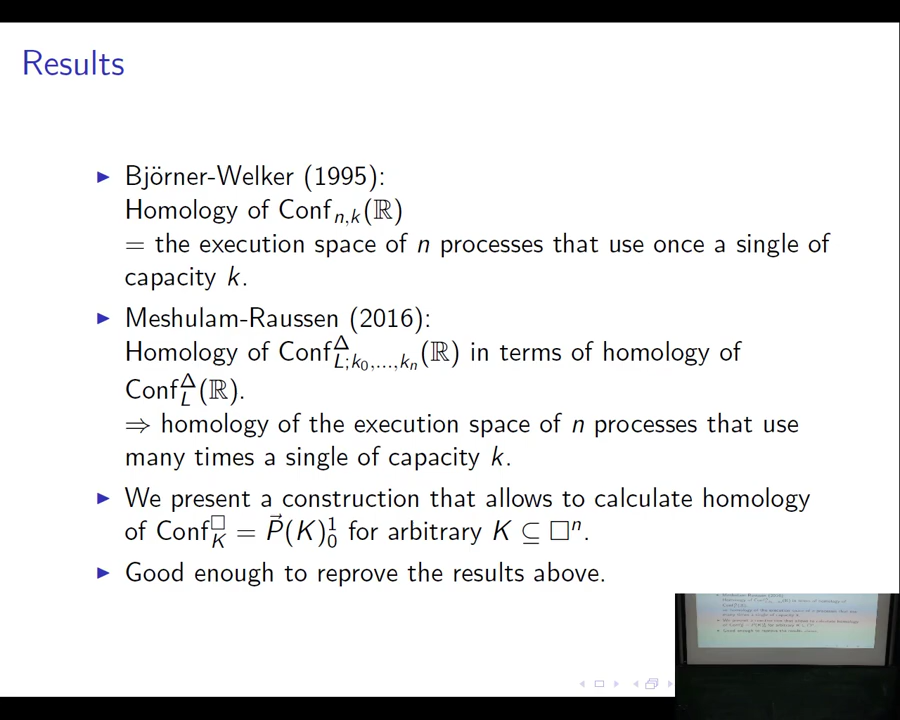 Results
▶ Björner-Welker (1995):
Homology of Conf_{n,k}(ℝ)
= the execution space of n processes that use once a single of
capacity k.
▶ Meshulam-Raussen (2016):
Homology of Conf^Δ_{L;k_0,...,k_n}(ℝ) in terms of homology of
Conf^Δ_L(ℝ).
⇒ homology of the execution space of n processes that use
many times a single of capacity k.
▶ We present a construction that allows to calculate homology
of Conf^□_K = P⃗(K)^1_0 for arbitrary K ⊆ □^n.
▶ Good enough to reprove the results above.